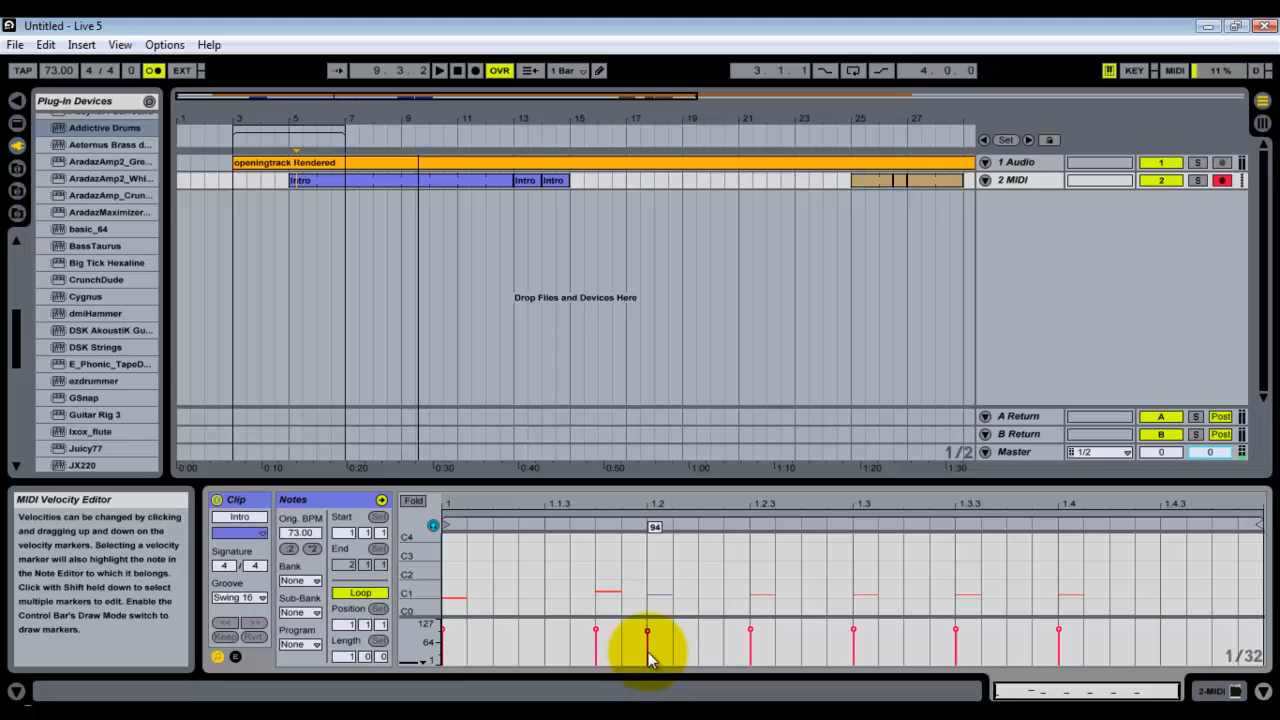 Untitled - Live 5
File Edit Insert View Options Help
TAP 73.00 4 / 4 0 EXT 9. 3. 2 OVR 1 Bar 3. 1. 1 4. 0. 0 KEY MIDI 11 % D
Plug-In Devices
Addictive Drums
Aeternus Brass d...
AradazAmp2_Gre...
AradazAmp2_Whi...
AradazAmp_Crun...
AradazMaximizer...
basic_64
BassTaurus
Big Tick Hexaline
CrunchDude
Cygnus
dmiHammer
DSK AkoustiK Gu...
DSK Strings
E_Phonic_TapeD...
ezdrummer
GSnap
Guitar Rig 3
Ixox_flute
Juicy77
JX220
1 3 5 7 9 11 13 15 17 19 21 23 25 27
Set
openingtrack Rendered
1 Audio 1 S
Intro Intro Intro
2 MIDI 2 S
Drop Files and Devices Here
A Return A S Post
B Return B S Post
1/2
Master 1/2 0 0
0:00 0:10 0:20 0:30 0:40 0:50 1:00 1:10 1:20 1:30
MIDI Velocity Editor
Velocities can be changed by clicking
and dragging up and down on the
velocity markers. Selecting a velocity
marker will also highlight the note in
the Note Editor to which it belongs.
Click with Shift held down to select
multiple markers to edit. Enable the
Control Bar's Draw Mode switch to
draw markers.
Clip
Intro
Signature
4 / 4
Groove
Swing 16
<< >>
Keep Rvrt
E
Notes
Orig. BPM
73.00
:2 *2
Bank
None
Sub-Bank
None
Program
None
Start Set
1 1 1
End Set
2 1 1
Loop
Position Set
1 1 1
Length Set
1 0 0
Fold
1 1.1.3 1.2 1.2.3 1.3 1.3.3 1.4 1.4.3
94
C4
C3
C2
C1
C0
127
64
1
1/32
2-MIDI